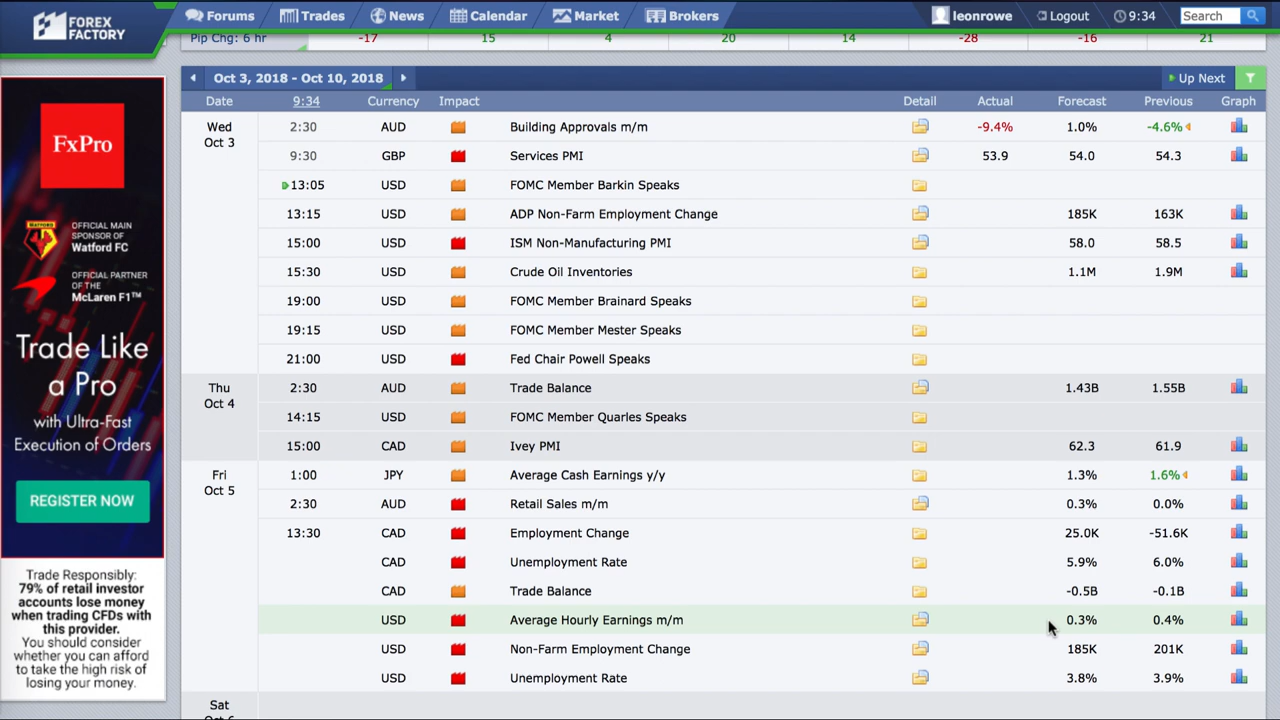 FOREX FACTORY
Forums Trades News Calendar Market Brokers leonrowe Logout 9:34 Search
Pip Chg: 6 hr -17 15 4 20 14 -28 -16 21
FxPro
OFFICIAL MAIN
SPONSOR OF
Watford FC
OFFICIAL PARTNER
OF THE
McLaren F1™
Trade Like
a Pro
with Ultra-Fast
Execution of Orders
REGISTER NOW
Trade Responsibly:
79% of retail investor
accounts lose money
when trading CFDs with
this provider.
You should consider
whether you can afford
to take the high risk of
losing your money.
Oct 3, 2018 - Oct 10, 2018 Up Next
Date 9:34 Currency Impact Detail Actual Forecast Previous Graph
Wed Oct 3 2:30 AUD Building Approvals m/m -9.4% 1.0% -4.6%
9:30 GBP Services PMI 53.9 54.0 54.3
13:05 USD FOMC Member Barkin Speaks
13:15 USD ADP Non-Farm Employment Change 185K 163K
15:00 USD ISM Non-Manufacturing PMI 58.0 58.5
15:30 USD Crude Oil Inventories 1.1M 1.9M
19:00 USD FOMC Member Brainard Speaks
19:15 USD FOMC Member Mester Speaks
21:00 USD Fed Chair Powell Speaks
Thu Oct 4 2:30 AUD Trade Balance 1.43B 1.55B
14:15 USD FOMC Member Quarles Speaks
15:00 CAD Ivey PMI 62.3 61.9
Fri Oct 5 1:00 JPY Average Cash Earnings y/y 1.3% 1.6%
2:30 AUD Retail Sales m/m 0.3% 0.0%
13:30 CAD Employment Change 25.0K -51.6K
CAD Unemployment Rate 5.9% 6.0%
CAD Trade Balance -0.5B -0.1B
USD Average Hourly Earnings m/m 0.3% 0.4%
USD Non-Farm Employment Change 185K 201K
USD Unemployment Rate 3.8% 3.9%
Sat
Oct 6